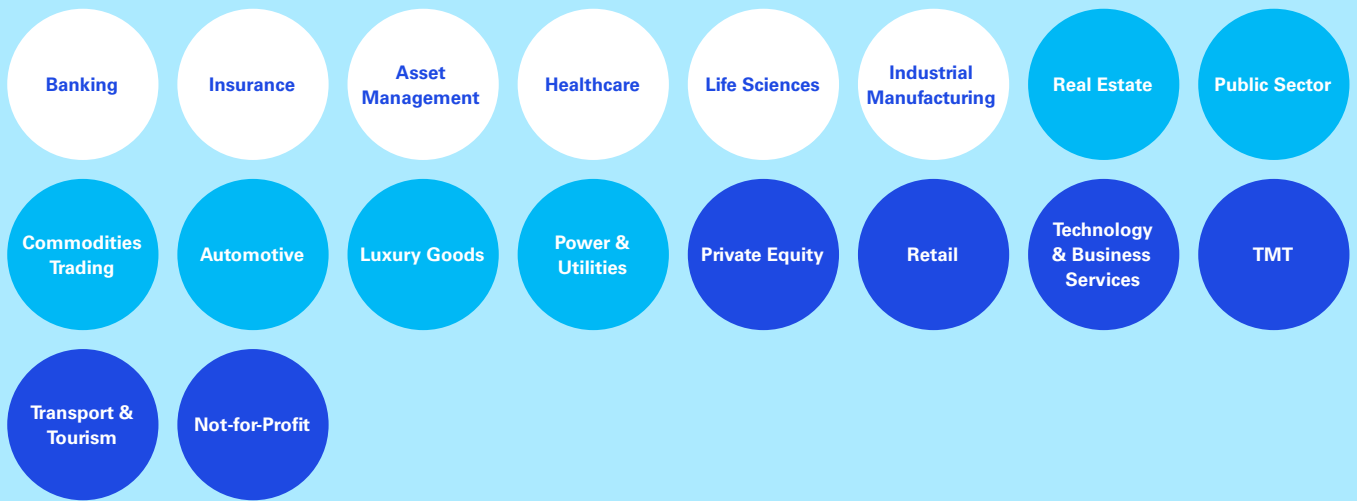 Banking
Insurance
Asset
Management
Healthcare
Life Sciences
Industrial
Manufacturing
Real Estate
Public Sector
Commodities
Trading
Automotive
Luxury Goods
Power &
Utilities
Private Equity
Retail
Technology
& Business
Services
TMT
Transport &
Tourism
Not-for-Profit